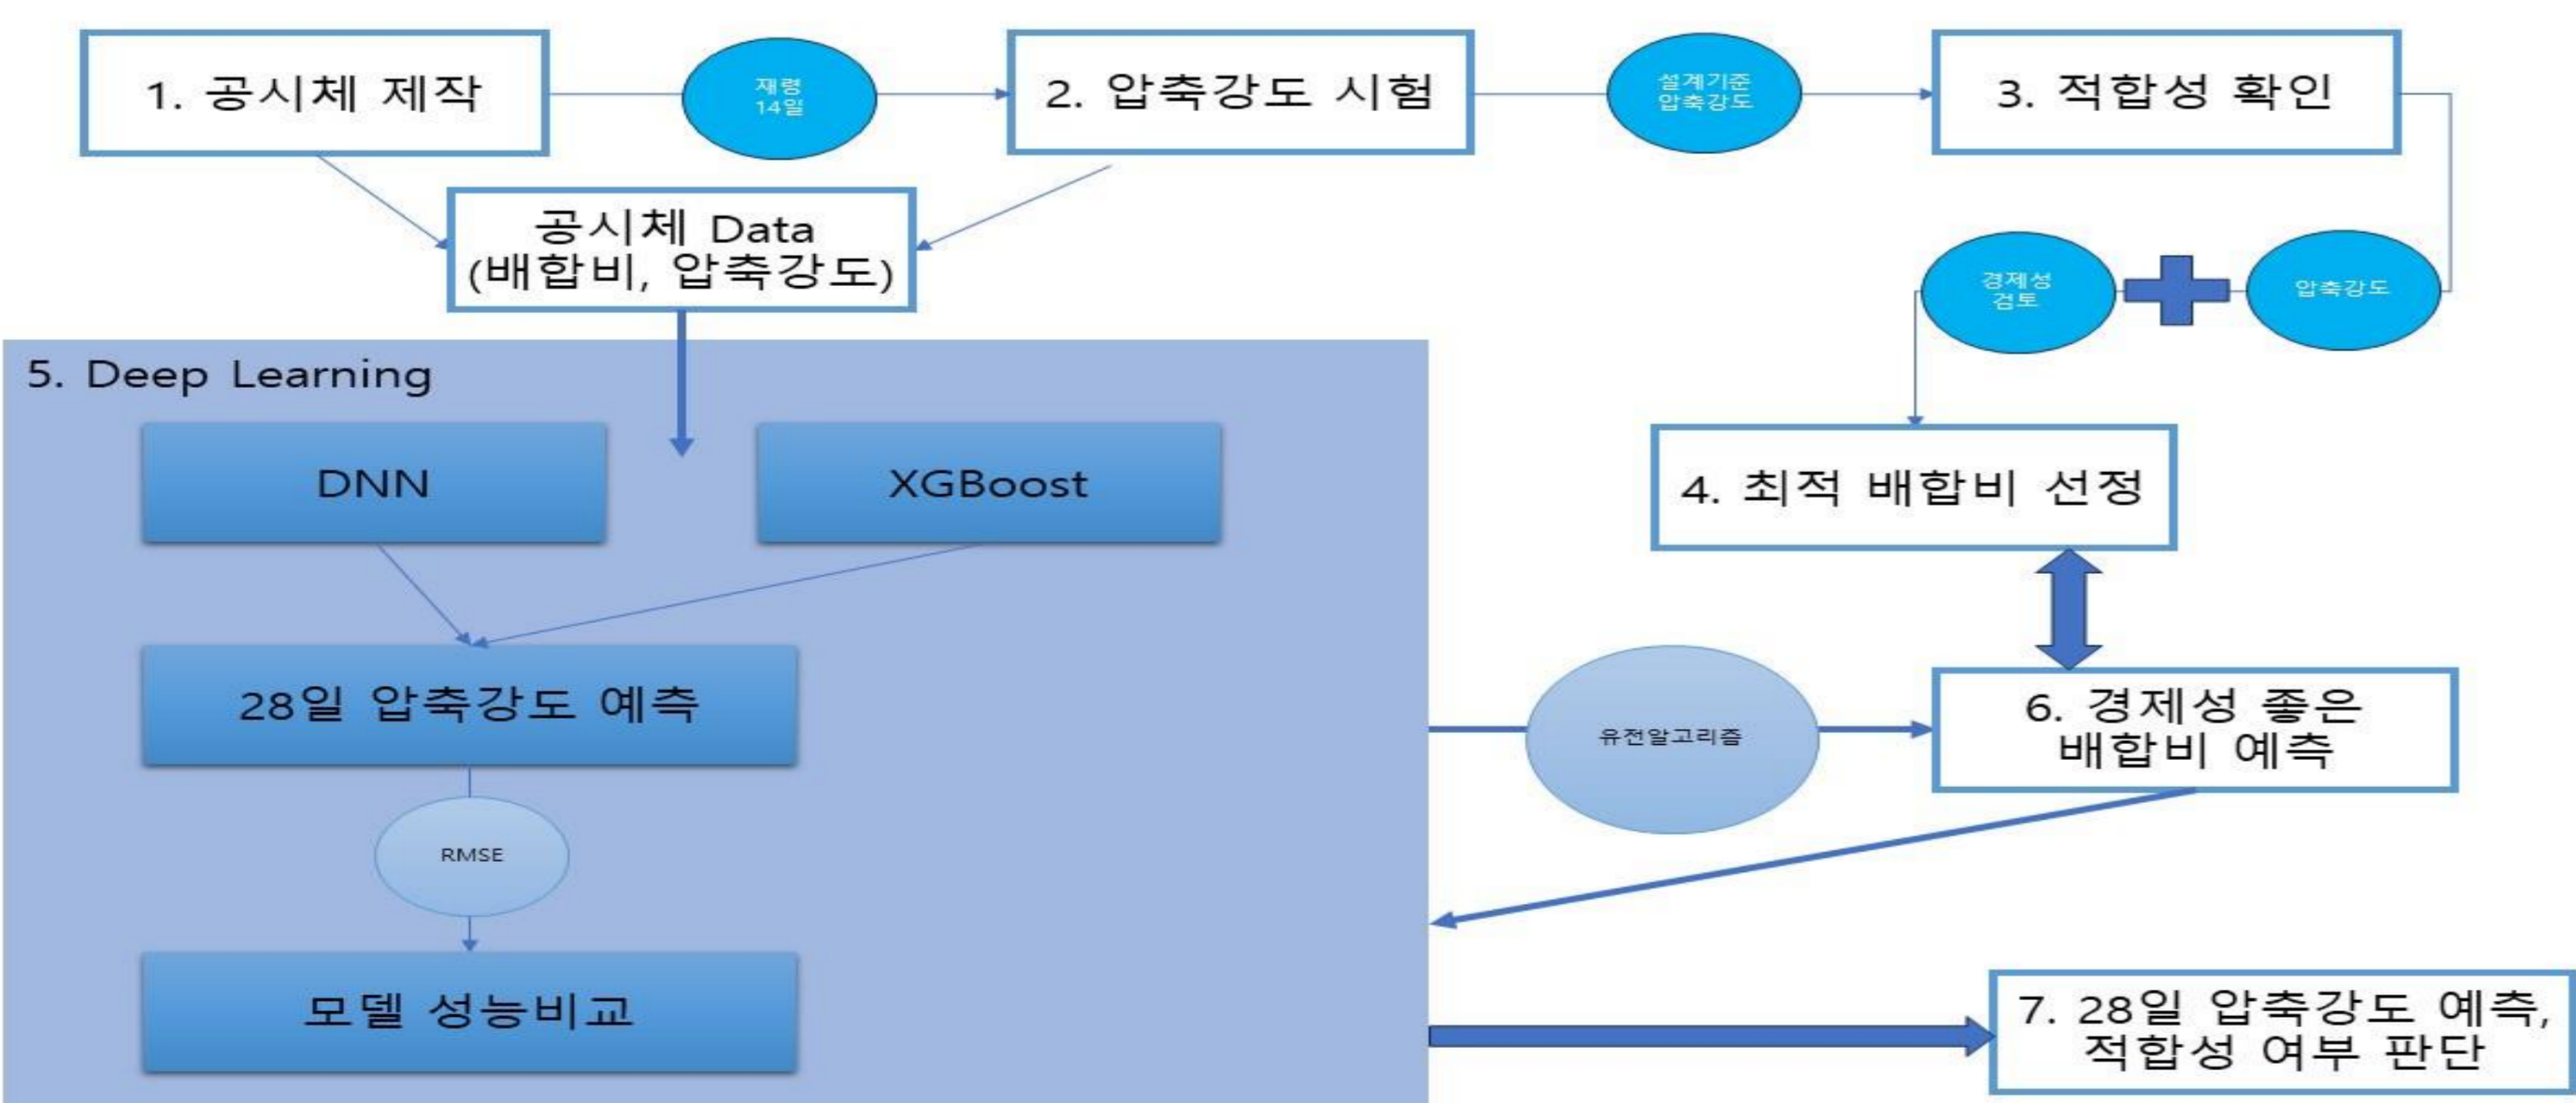 1. 공시체 제작
재령
14일
2. 압축강도 시험
설계기준
압축강도
3. 적합성 확인
공시체 Data
(배합비, 압축강도)
경제성
검토
압축강도
5. Deep Learning
DNN
XGBoost
4. 최적 배합비 선정
28일 압축강도 예측
유전알고리즘
6. 경제성 좋은
배합비 예측
RMSE
모델 성능비교
7. 28일 압축강도 예측,
적합성 여부 판단